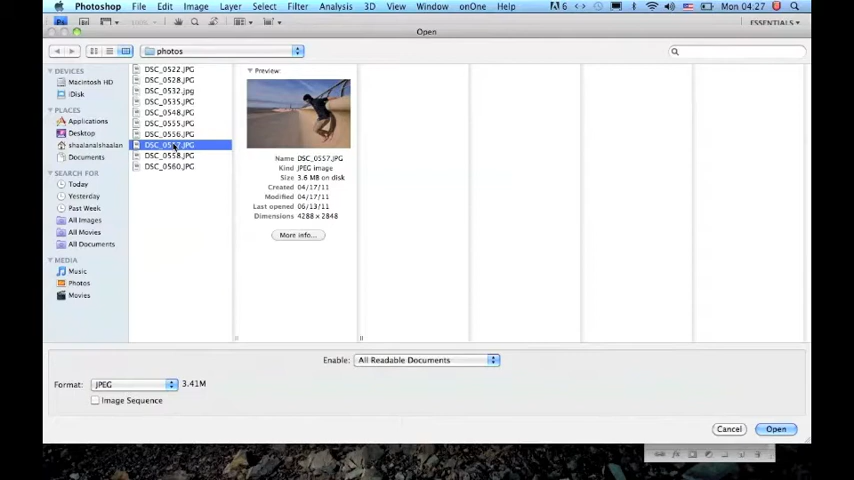 Photoshop File Edit Image Layer Select Filter Analysis 3D View Window onOne Help 6 Mon 04:27
Ps Br ESSENTIALS
Open
photos
DEVICES
Macintosh HD
iDisk
PLACES
Applications
Desktop
shaalanalshaalan
Documents
SEARCH FOR
Today
Yesterday
Past Week
All Images
All Movies
All Documents
MEDIA
Music
Photos
Movies
DSC_0522.JPG
DSC_0528.JPG
DSC_0532.jpg
DSC_0535.JPG
DSC_0548.JPG
DSC_0555.JPG
DSC_0556.JPG
DSC_0557.JPG
DSC_0558.JPG
DSC_0560.JPG
Preview:
Name DSC_0557.JPG
Kind JPEG image
Size 3.6 MB on disk
Created 04/17/11
Modified 04/17/11
Last opened 06/13/11
Dimensions 4288 x 2848
More info...
Enable: All Readable Documents
Format: JPEG 3.41M
Image Sequence
Cancel Open